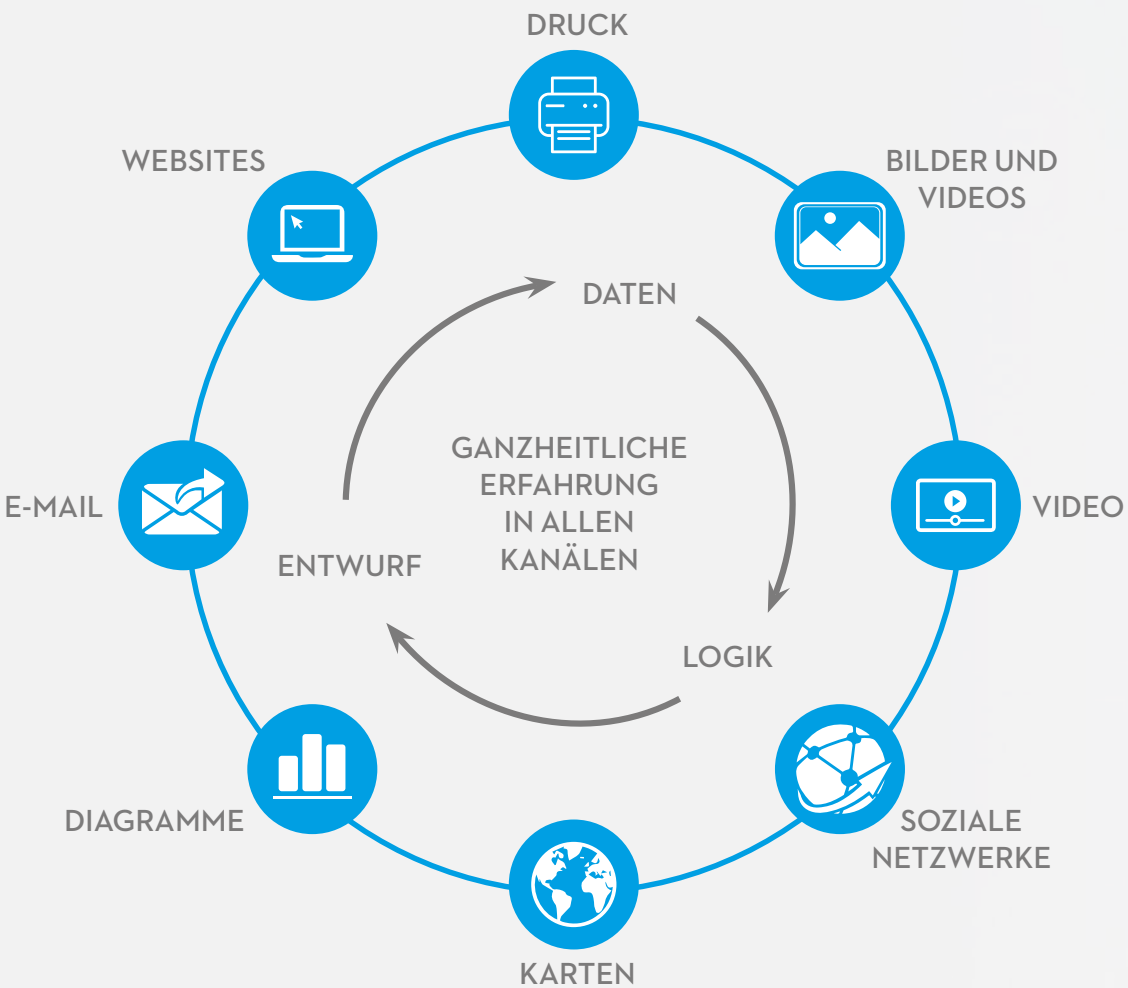 DRUCK
WEBSITES
BILDER UND
VIDEOS
DATEN
GANZHEITLICHE
ERFAHRUNG
IN ALLEN
KANÄLEN
E-MAIL
VIDEO
ENTWURF
LOGIK
DIAGRAMME
SOZIALE
NETZWERKE
KARTEN